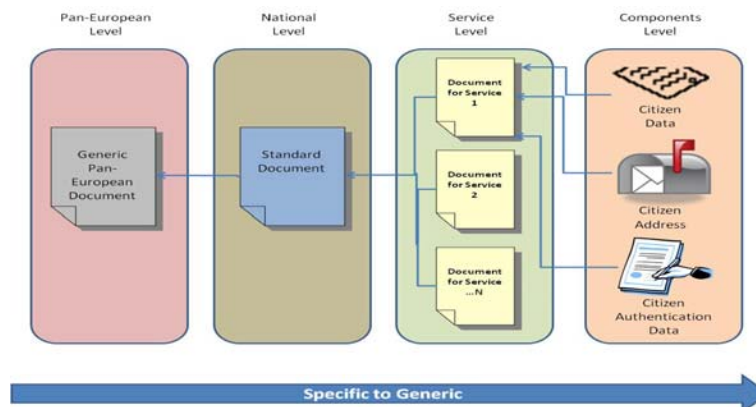 Pan-European
Level
National
Level
Service
Level
Components
Level
Generic
Pan-
European
Document
Standard
Document
Document
for Service
1
Document
for Service
2
Document
for Service
...N
Citizen
Data
Citizen
Address
Citizen
Authentication
Data
Specific to Generic